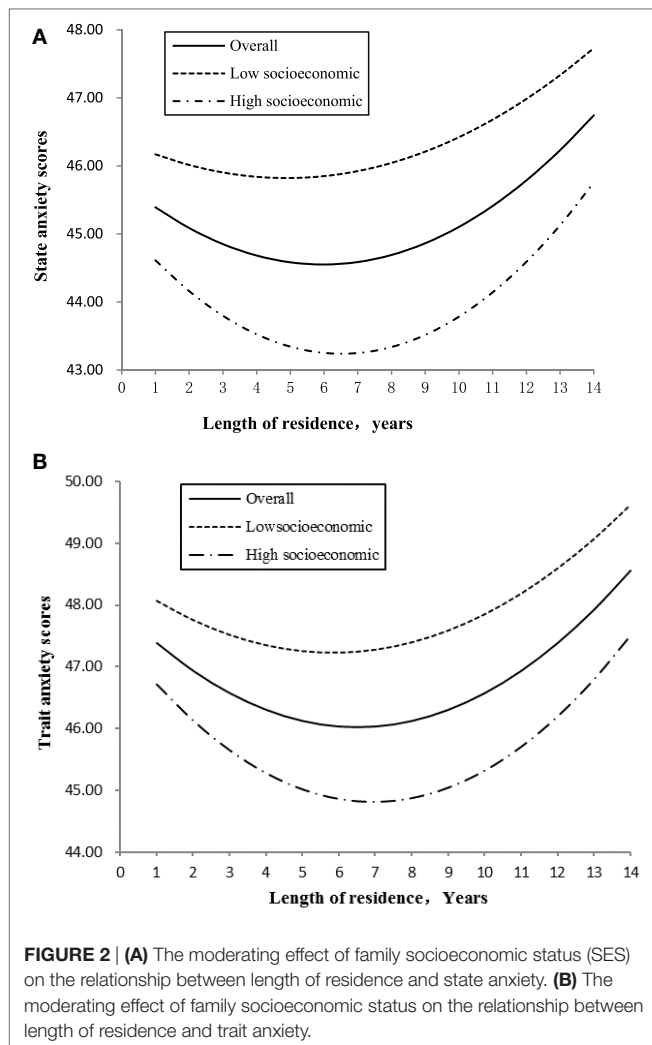 A
48.00
47.00
46.00
45.00
44.00
43.00
State anxiety scores
Overall
Low socioeconomic
High socioeconomic
0 1 2 3 4 5 6 7 8 9 10 11 12 13 14
Length of residence，years
B
50.00
49.00
48.00
47.00
46.00
45.00
44.00
Trait anxiety scores
Overall
Lowsocioeconomic
High socioeconomic
0 1 2 3 4 5 6 7 8 9 10 11 12 13 14
Length of residence，Years
FIGURE 2 | (A) The moderating effect of family socioeconomic status (SES)
on the relationship between length of residence and state anxiety. (B) The
moderating effect of family socioeconomic status on the relationship between
length of residence and trait anxiety.